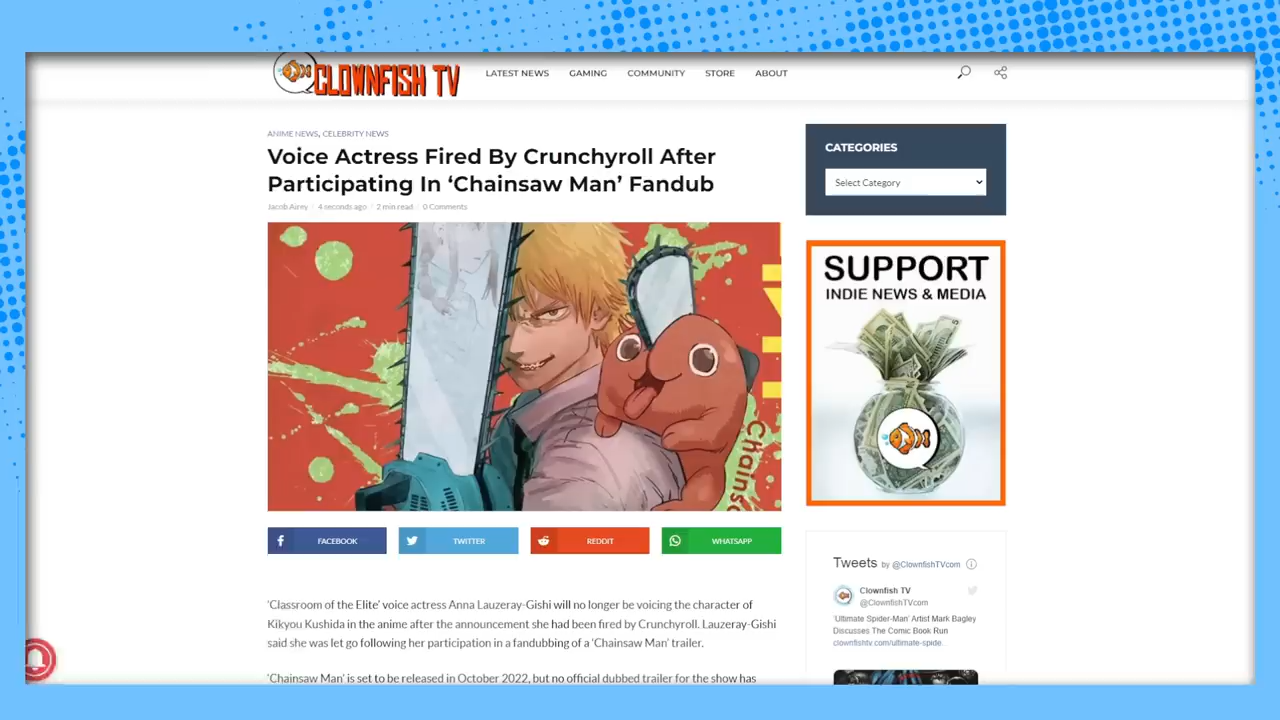 CLOWNFISH TV
LATEST NEWS GAMING COMMUNITY STORE ABOUT
ANIME NEWS, CELEBRITY NEWS
Voice Actress Fired By Crunchyroll After
Participating In ‘Chainsaw Man’ Fandub
Jacob Airey 4 seconds ago 2 min read 0 Comments
Chains
FACEBOOK TWITTER REDDIT WHATSAPP
‘Classroom of the Elite’ voice actress Anna Lauzeray-Gishi will no longer be voicing the character of
Kikyou Kushida in the anime after the announcement she had been fired by Crunchyroll. Lauzeray-Gishi
said she was let go following her participation in a fandubbing of a ‘Chainsaw Man’ trailer.
‘Chainsaw Man’ is set to be released in October 2022, but no official dubbed trailer for the show has
CATEGORIES
Select Category
SUPPORT
INDIE NEWS & MEDIA
Tweets by @ClownfishTVcom
Clownfish TV
@ClownfishTVcom
'Ultimate Spider-Man' Artist Mark Bagley
Discusses The Comic Book Run
clownfishtv.com/ultimate-spide…